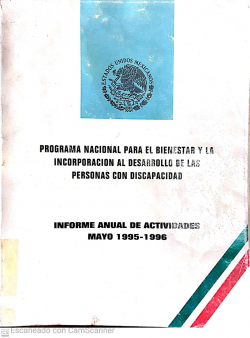 ESTADOS UNIDOS MEXICANOS
PROGRAMA NACIONAL PARA EL BIENESTAR Y LA
INCORPORACION AL DESARROLLO DE LAS
PERSONAS CON DISCAPACIDAD
INFORME ANUAL DE ACTIVIDADES
MAYO 1995-1996
Escaneado con CamScanner